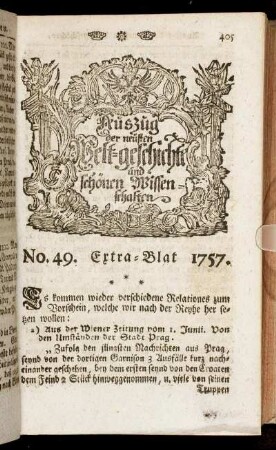 405
Auszug
der neusten
Welt-geschichte
und
schönen Wissen-
schafften
No. 49. Extra-Blat 1757.
Es kommen wieder verschiedene Relationes zum
Vorschein, welche wir nach der Reyhe her se-
tzen wollen:
a) Aus der Wiener Zeitung vom 1. Junii. Von
den Umständen der Stadt Prag.
„ Zufolg den jüngsten Nachrichten aus Prag,
seynd von der dortigen Garnison 2 Ausfälle kurz nach-
einander geschehen, bey dem ersten seynd von den Croaten
dem Feind 2 Stück hinweggenommen, u. viele von seinen
Truppen